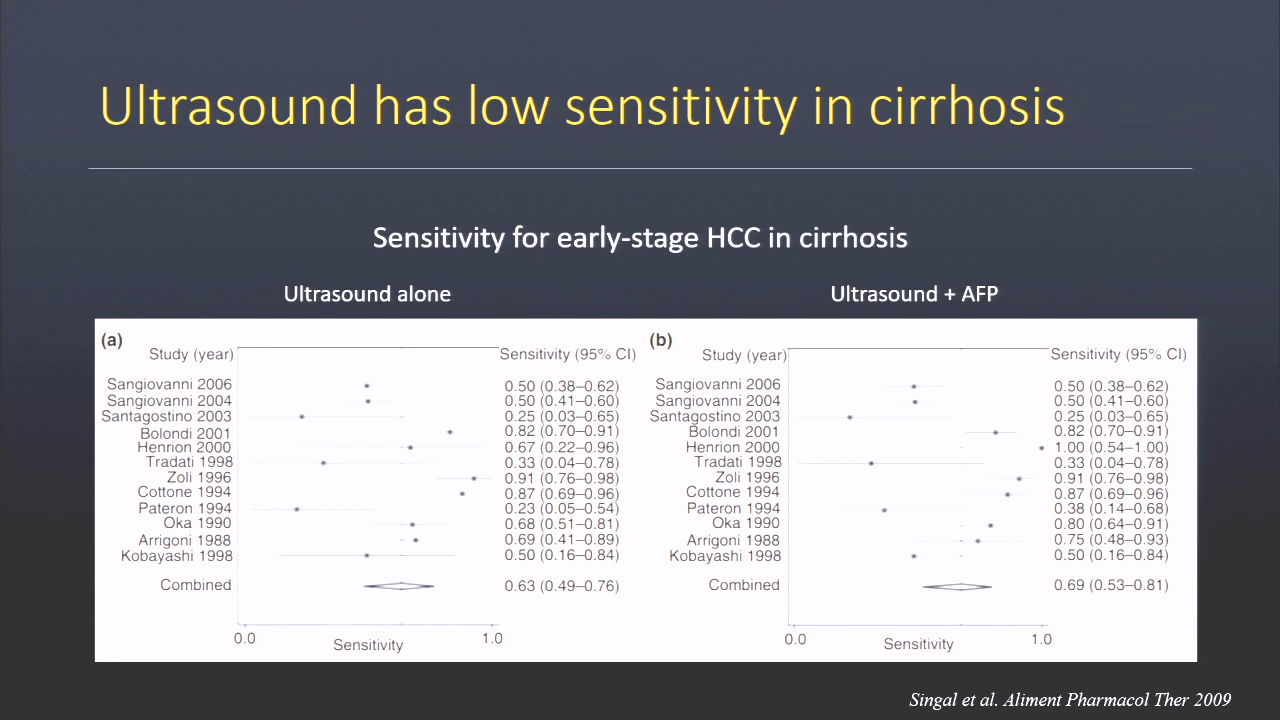 Ultrasound has low sensitivity in cirrhosis
Sensitivity for early-stage HCC in cirrhosis
Ultrasound alone
(a)
Study (year) Sensitivity (95% CI)
Sangiovanni 2006 0.50 (0.38–0.62)
Sangiovanni 2004 0.50 (0.41–0.60)
Santagostino 2003 0.25 (0.03–0.65)
Bolondi 2001 0.82 (0.70–0.91)
Henrion 2000 0.67 (0.22–0.96)
Tradati 1998 0.33 (0.04–0.78)
Zoli 1996 0.91 (0.76–0.98)
Cottone 1994 0.87 (0.69–0.96)
Pateron 1994 0.23 (0.05–0.54)
Oka 1990 0.68 (0.51–0.81)
Arrigoni 1988 0.69 (0.41–0.89)
Kobayashi 1998 0.50 (0.16–0.84)
Combined 0.63 (0.49–0.76)
0.0 1.0
Sensitivity
Ultrasound + AFP
(b)
Study (year) Sensitivity (95% CI)
Sangiovanni 2006 0.50 (0.38–0.62)
Sangiovanni 2004 0.50 (0.41–0.60)
Santagostino 2003 0.25 (0.03–0.65)
Bolondi 2001 0.82 (0.70–0.91)
Henrion 2000 1.00 (0.54–1.00)
Tradati 1998 0.33 (0.04–0.78)
Zoli 1996 0.91 (0.76–0.98)
Cottone 1994 0.87 (0.69–0.96)
Pateron 1994 0.38 (0.14–0.68)
Oka 1990 0.80 (0.64–0.91)
Arrigoni 1988 0.75 (0.48–0.93)
Kobayashi 1998 0.50 (0.16–0.84)
Combined 0.69 (0.53–0.81)
0.0 1.0
Sensitivity
Singal et al. Aliment Pharmacol Ther 2009